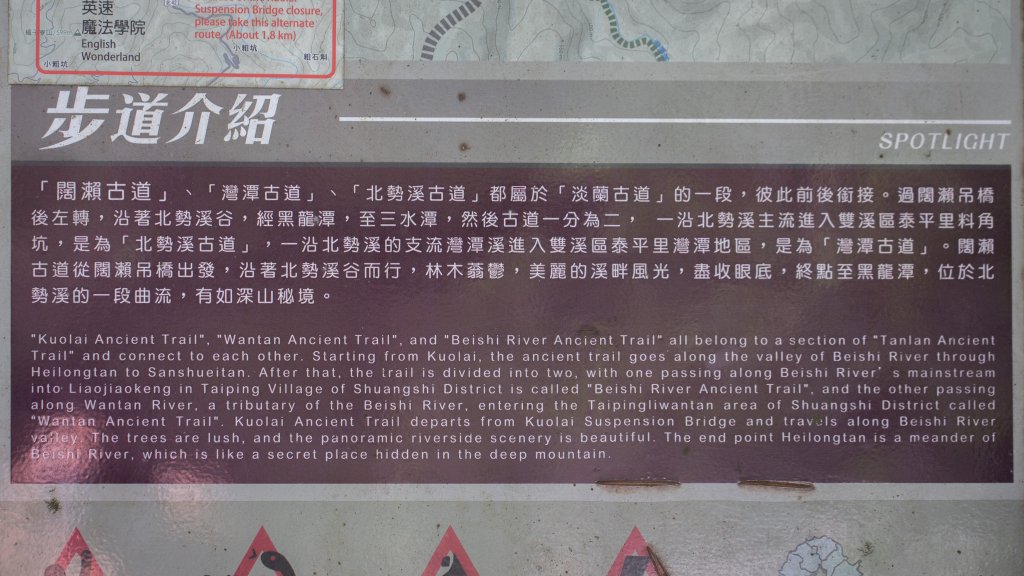 英速
魔法學院
English
Wonderland
Suspension Bridge closure,
please take this alternate
route. (About 1.8 km)
小粗坑
小粗坑
粗石斛
步道介紹
SPOTLIGHT
「闊瀨古道」、「灣潭古道」、「北勢溪古道」都屬於「淡蘭古道」的一段，彼此前後銜接。過闊瀨吊橋
後左轉，沿著北勢溪谷，經黑龍潭，至三水潭，然後古道一分為二， 一沿北勢溪主流進入雙溪區泰平里料角
坑，是為「北勢溪古道」，一沿北勢溪的支流灣潭溪進入雙溪區泰平里灣潭地區，是為「灣潭古道」。闊瀨
古道從闊瀨吊橋出發，沿著北勢溪谷而行，林木蓊鬱，美麗的溪畔風光，盡收眼底，終點至黑龍潭，位於北
勢溪的一段曲流，有如深山秘境。
"Kuolai Ancient Trail", "Wantan Ancient Trail", and "Beishi River Ancient Trail" all belong to a section of "Tanlan Ancient
Trail" and connect to each other. Starting from Kuolai, the ancient trail goes along the valley of Beishi River through
Heilongtan to Sanshueitan. After that, the trail is divided into two, with one passing along Beishi River' s mainstream
into Liaojiaokeng in Taiping Village of Shuangshi District is called "Beishi River Ancient Trail", and the other passing
along Wantan River, a tributary of the Beishi River, entering the Taipingliwantan area of Shuangshi District called
"Wantan Ancient Trail". Kuolai Ancient Trail departs from Kuolai Suspension Bridge and travels along Beishi River
valley. The trees are lush, and the panoramic riverside scenery is beautiful. The end point Heilongtan is a meander of
Beishi River, which is like a secret place hidden in the deep mountain.